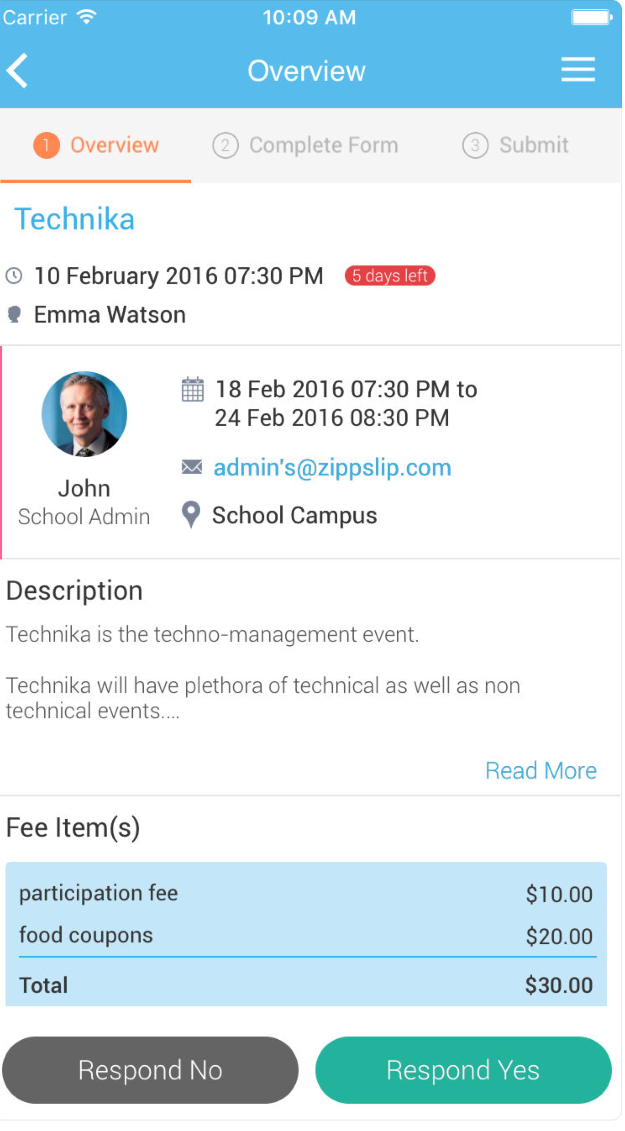 Carrier 10:09 AM
Overview
1 Overview 2 Complete Form 3 Submit
Technika
10 February 2016 07:30 PM 5 days left
Emma Watson
18 Feb 2016 07:30 PM to
24 Feb 2016 08:30 PM
admin's@zippslip.com
John
School Admin
School Campus
Description
Technika is the techno-management event.
Technika will have plethora of technical as well as non
technical events....
Read More
Fee Item(s)
participation fee $10.00
food coupons $20.00
Total $30.00
Respond No Respond Yes